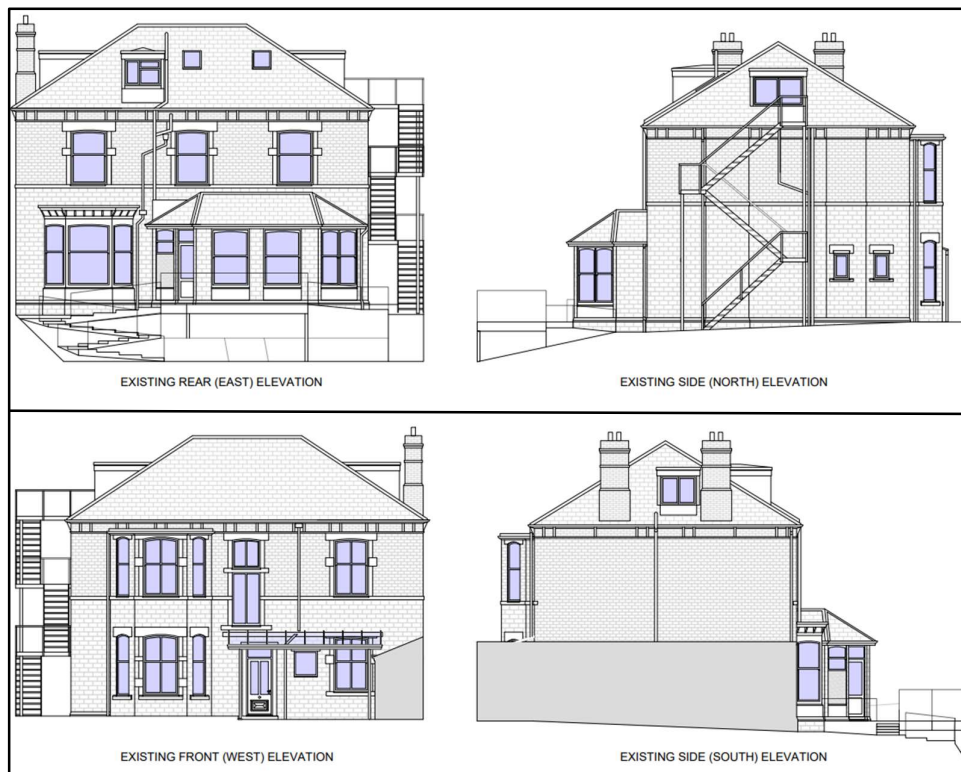 EXISTING REAR (EAST) ELEVATION
EXISTING SIDE (NORTH) ELEVATION
EXISTING FRONT (WEST) ELEVATION
EXISTING SIDE (SOUTH) ELEVATION